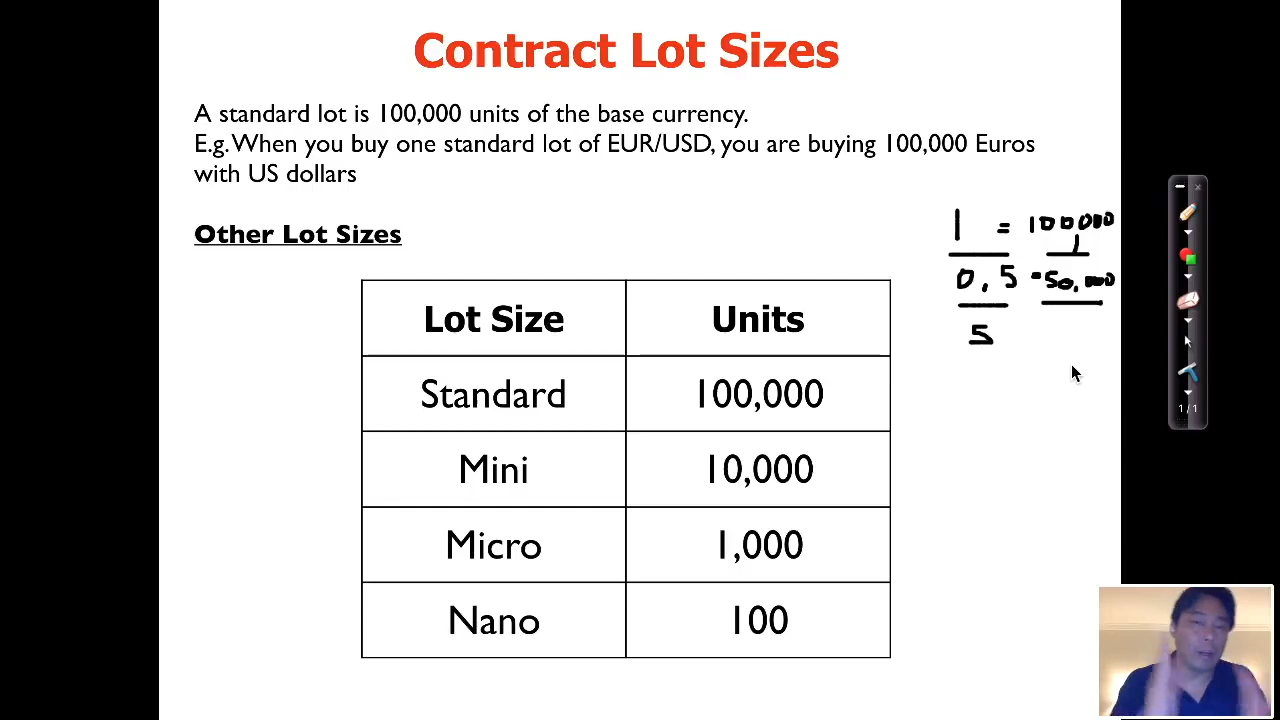 Contract Lot Sizes
A standard lot is 100,000 units of the base currency.
E.g. When you buy one standard lot of EUR/USD, you are buying 100,000 Euros
with US dollars
Other Lot Sizes
1 = 100000
0,5 = 50,000
5
Lot Size Units
Standard 100,000
Mini 10,000
Micro 1,000
Nano 100
1/1